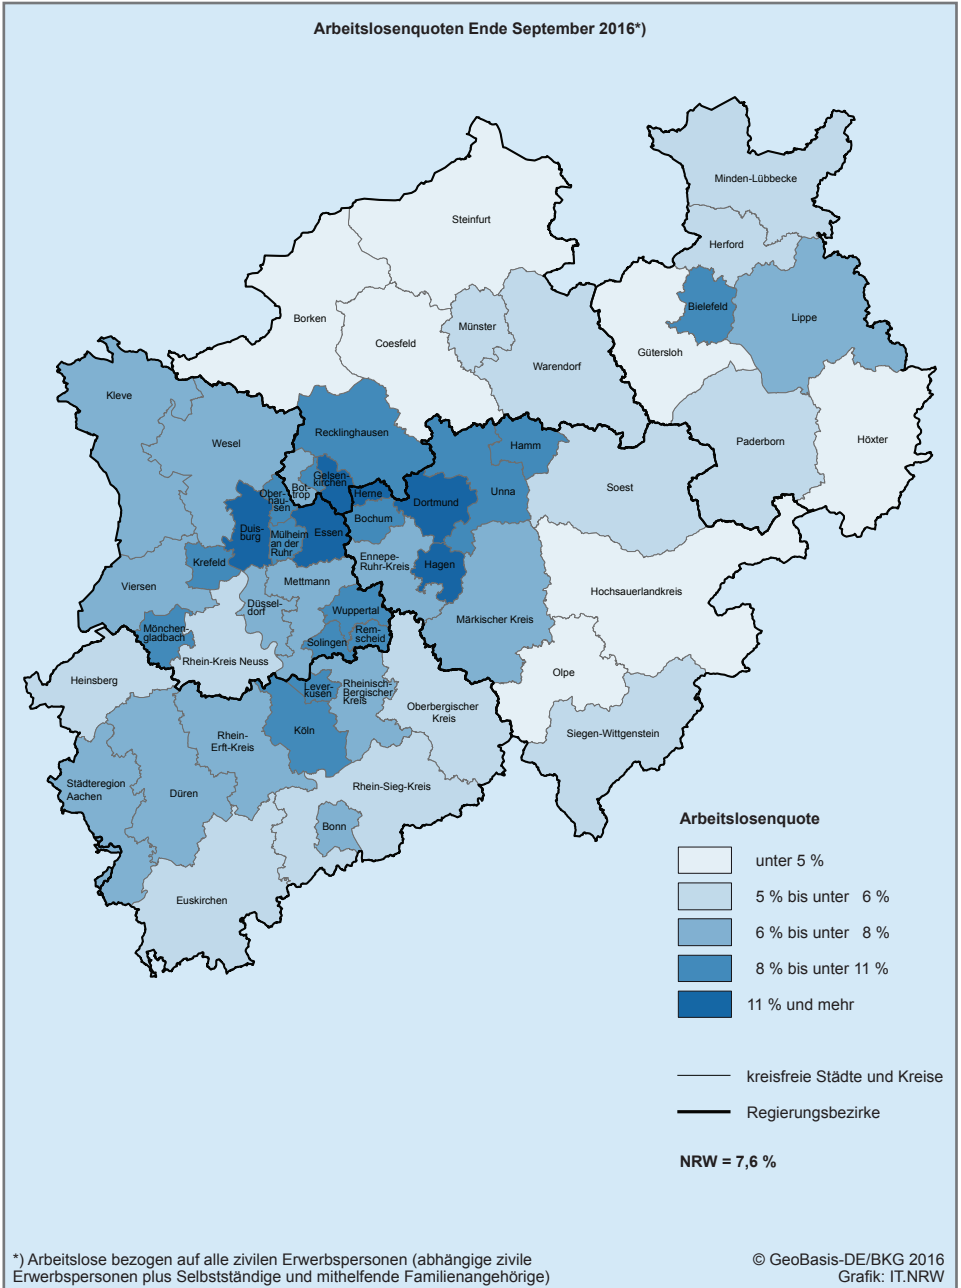 Arbeitslosenquoten Ende September 2016*)
Minden-Lübbecke
Steinfurt
Herford
Bielefeld
Lippe
Borken
Münster
Coesfeld
Gütersloh
Warendorf
Kleve
Recklinghausen
Wesel
Hamm
Paderborn
Höxter
Gelsen-
kirchen
Bot-
trop
Ober-
hau-
sen
Herne
Dortmund
Unna
Soest
Duis-
burg
Mülheim
an der
Ruhr
Essen
Bochum
Ennepe-
Ruhr-Kreis
Hagen
Krefeld
Viersen
Mettmann
Düssel-
dorf
Hochsauerlandkreis
Märkischer Kreis
Mönchen-
gladbach
Wuppertal
Rem-
scheid
Solingen
Rhein-Kreis Neuss
Heinsberg
Olpe
Lever-
kusen
Rheinisch-
Bergischer
Kreis
Oberbergischer
Kreis
Köln
Rhein-
Erft-Kreis
Siegen-Wittgenstein
Städteregion
Aachen
Düren
Rhein-Sieg-Kreis
Bonn
Euskirchen
Arbeitslosenquote
unter 5 %
5 % bis unter 6 %
6 % bis unter 8 %
8 % bis unter 11 %
11 % und mehr
kreisfreie Städte und Kreise
Regierungsbezirke
NRW = 7,6 %
*) Arbeitslose bezogen auf alle zivilen Erwerbspersonen (abhängige zivile
Erwerbspersonen plus Selbstständige und mithelfende Familienangehörige)
© GeoBasis-DE/BKG 2016
Grafik: IT.NRW